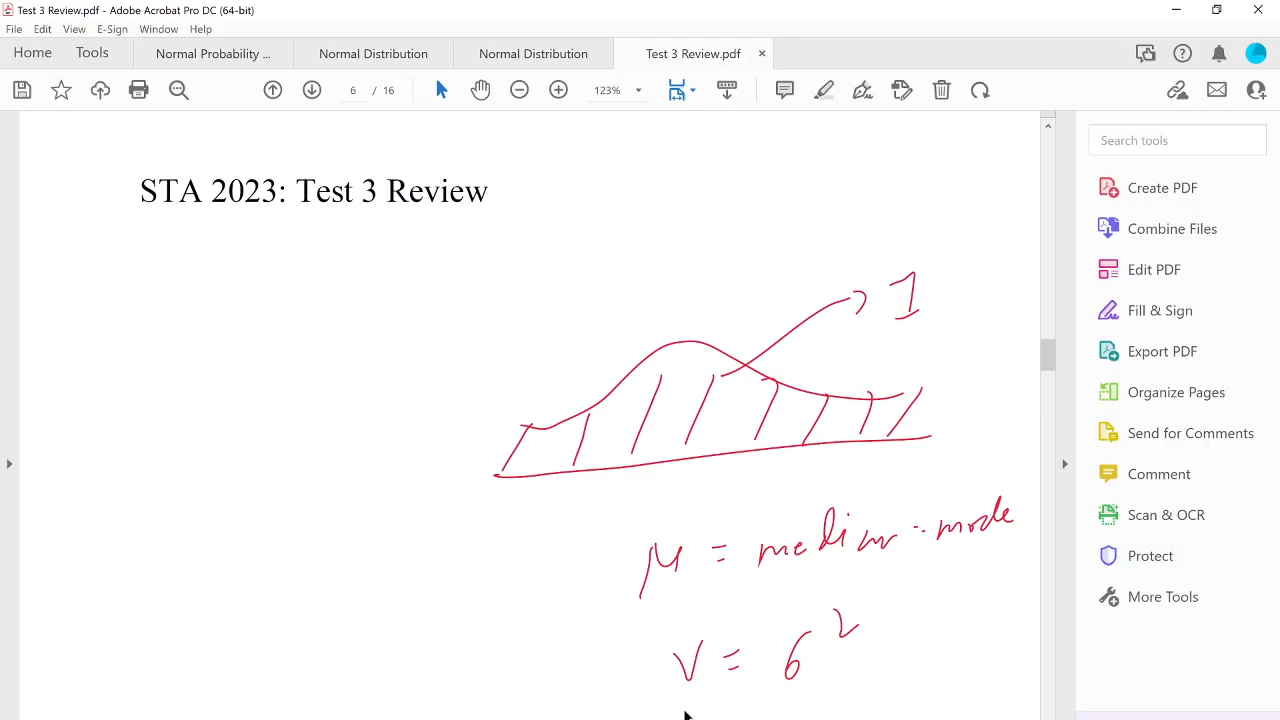 Test 3 Review.pdf - Adobe Acrobat Pro DC (64-bit)
File Edit View E-Sign Window Help
Home Tools Normal Probability ... Normal Distribution Normal Distribution Test 3 Review.pdf ×
6 / 16 123%
Search tools
Create PDF
Combine Files
Edit PDF
Fill & Sign
Export PDF
Organize Pages
Send for Comments
Comment
Scan & OCR
Protect
More Tools
STA 2023: Test 3 Review
1
μ = median = mode
V = σ²